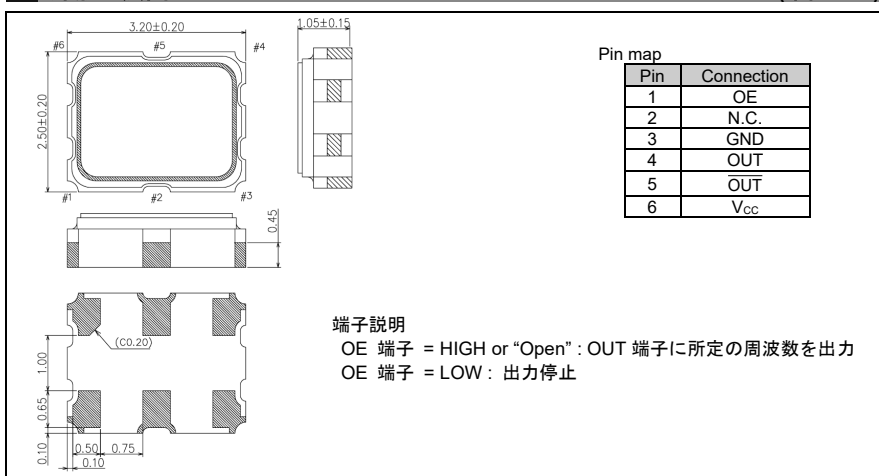 3.20±0.20
#6
#5
#4
2.50±0.20
#1
#2
#3
1.05±0.15
0.45
(C0.20)
1.00
0.65
0.10
0.50
0.75
0.10
Pin map
Pin Connection
1 OE
2 N.C.
3 GND
4 OUT
5 OUT
6 Vcc
端子説明
OE 端子 = HIGH or “Open” : OUT 端子に所定の周波数を出力
OE 端子 = LOW : 出力停止